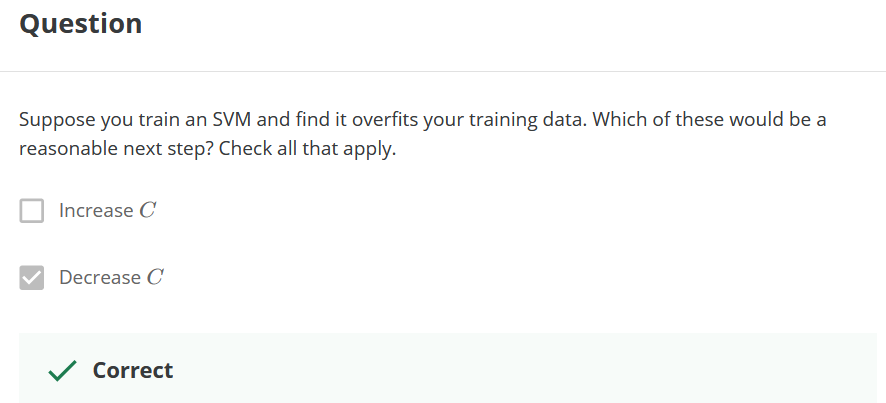 Question
Suppose you train an SVM and find it overfits your training data. Which of these would be a
reasonable next step? Check all that apply.
Increase C
Decrease C
Correct